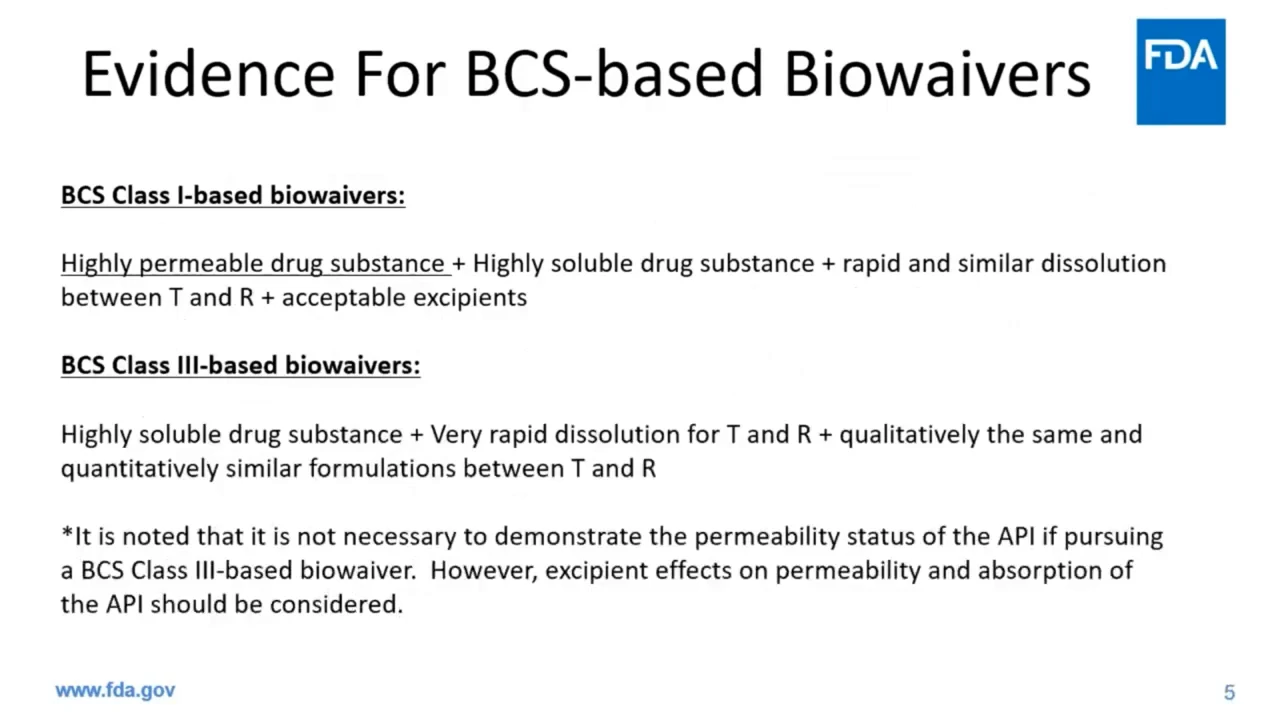 Evidence For BCS-based Biowaivers
FDA
BCS Class I-based biowaivers:
Highly permeable drug substance + Highly soluble drug substance + rapid and similar dissolution
between T and R + acceptable excipients
BCS Class III-based biowaivers:
Highly soluble drug substance + Very rapid dissolution for T and R + qualitatively the same and
quantitatively similar formulations between T and R
*It is noted that it is not necessary to demonstrate the permeability status of the API if pursuing
a BCS Class III-based biowaiver.  However, excipient effects on permeability and absorption of
the API should be considered.
www.fda.gov
5